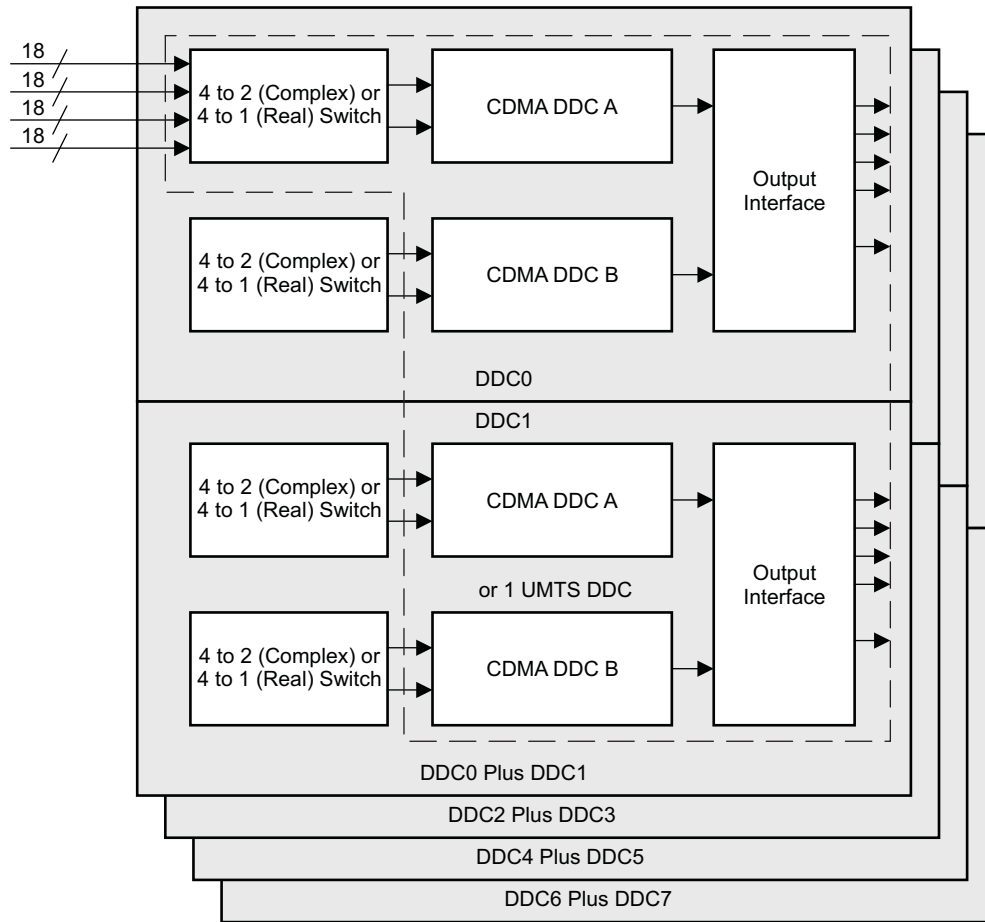 18
18
18
18
4 to 2 (Complex) or
4 to 1 (Real) Switch
CDMA DDC A
Output
Interface
4 to 2 (Complex) or
4 to 1 (Real) Switch
CDMA DDC B
DDC0
DDC1
4 to 2 (Complex) or
4 to 1 (Real) Switch
CDMA DDC A
or 1 UMTS DDC
Output
Interface
4 to 2 (Complex) or
4 to 1 (Real) Switch
CDMA DDC B
DDC0 Plus DDC1
DDC2 Plus DDC3
DDC4 Plus DDC5
DDC6 Plus DDC7